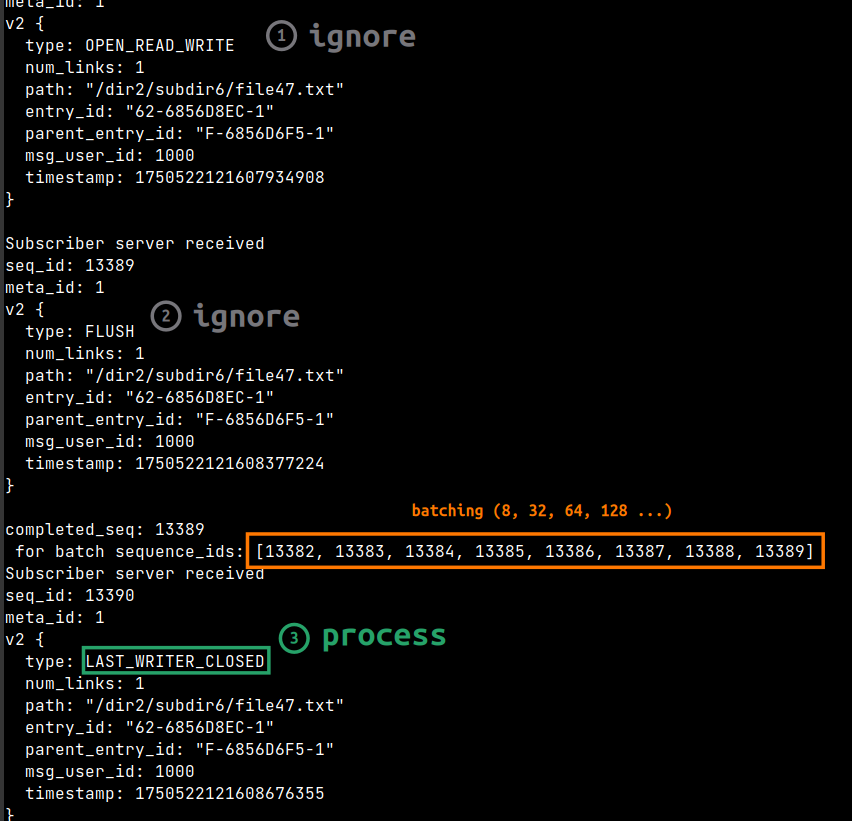 meta_id: 1
v2 {
① ignore
type: OPEN_READ_WRITE
num_links: 1
path: "/dir2/subdir6/file47.txt"
entry_id: "62-6856D8EC-1"
parent_entry_id: "F-6856D6F5-1"
msg_user_id: 1000
timestamp: 1750522121607934908
}
Subscriber server received
seq_id: 13389
meta_id: 1
v2 {
② ignore
type: FLUSH
num_links: 1
path: "/dir2/subdir6/file47.txt"
entry_id: "62-6856D8EC-1"
parent_entry_id: "F-6856D6F5-1"
msg_user_id: 1000
timestamp: 1750522121608377224
}
batching (8, 32, 64, 128 ...)
completed_seq: 13389
for batch sequence_ids: [13382, 13383, 13384, 13385, 13386, 13387, 13388, 13389]
Subscriber server received
seq_id: 13390
meta_id: 1
v2 {
③ process
type: LAST_WRITER_CLOSED
num_links: 1
path: "/dir2/subdir6/file47.txt"
entry_id: "62-6856D8EC-1"
parent_entry_id: "F-6856D6F5-1"
msg_user_id: 1000
timestamp: 1750522121608676355
}